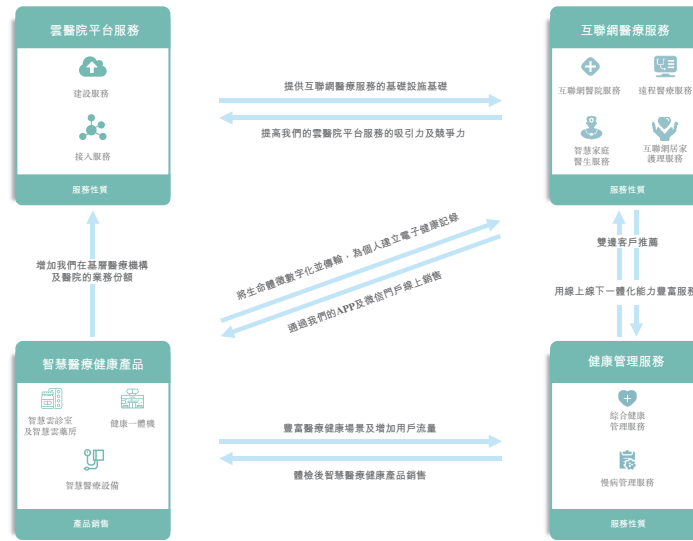 雲醫院平台服務
建設服務
接入服務
服務性質
提供互聯網醫療服務的基礎設施基礎
提高我們的雲醫院平台服務的吸引力及競爭力
互聯網醫療服務
互聯網醫院服務
遠程醫療服務
智慧家庭
醫生服務
互聯網居家
護理服務
服務性質
增加我們在基層醫療機構
及醫院的業務份額
將生命體徵數字化並傳輸，為個人建立電子健康記錄
通過我們的APP及微信門戶線上銷售
雙邊客戶推薦
用線上線下一體化能力豐富服務
智慧醫療健康產品
智慧雲診室
及智慧雲藥房
健康一體機
智慧醫療設備
產品銷售
豐富醫療健康場景及增加用戶流量
體檢後智慧醫療健康產品銷售
健康管理服務
綜合健康
管理服務
慢病管理服務
服務性質